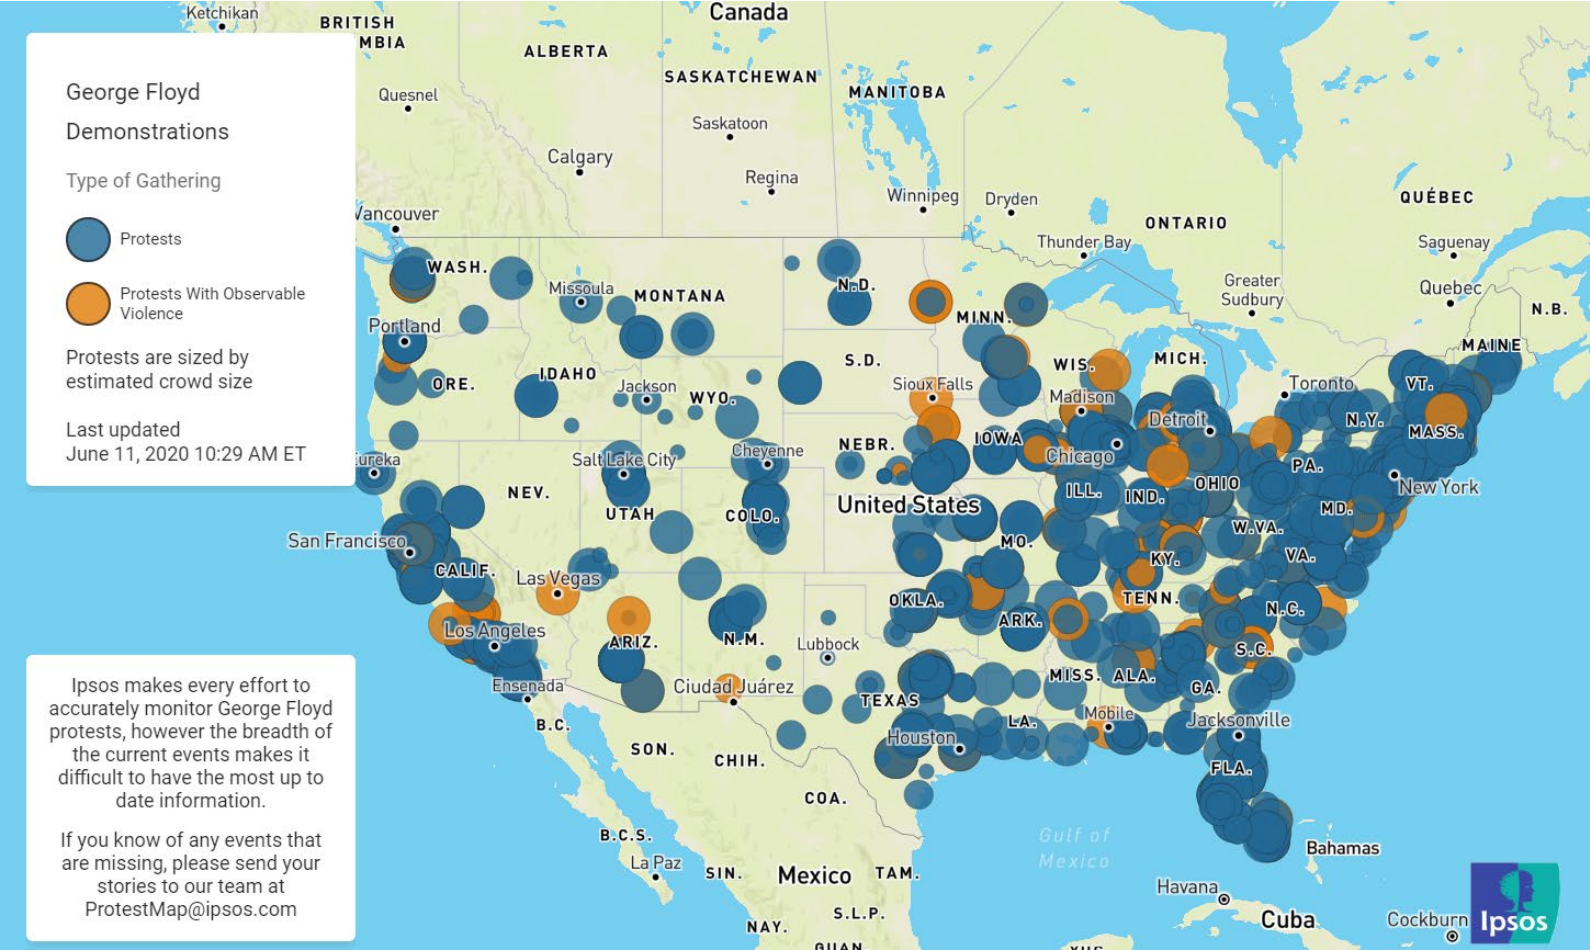 George Floyd
Demonstrations
Type of Gathering
Protests
Protests With Observable
Violence
Protests are sized by
estimated crowd size
Last updated
June 11, 2020 10:29 AM ET
Ipsos makes every effort to
accurately monitor George Floyd
protests, however the breadth of
the current events makes it
difficult to have the most up to
date information.
If you know of any events that
are missing, please send your
stories to our team at
ProtestMap@ipsos.com
Ketchikan
BRITISH
MBIA
Canada
ALBERTA
SASKATCHEWAN
MANITOBA
Quesnel
Saskatoon
Calgary
Regina
Winnipeg
Dryden
ONTARIO
QUÉBEC
Vancouver
Thunder Bay
Saguenay
Greater
Sudbury
Quebec
N.B.
WASH.
Missoula
MONTANA
N.D.
MINN.
Portland
MAINE
ORE.
IDAHO
Jackson
WYO.
S.D.
Sioux Falls
WIS.
MICH.
Madison
Toronto
VT.
Detroit
N.Y.
MASS.
Eureka
Salt Lake City
Cheyenne
NEBR.
IOWA
Chicago
PA.
New York
NEV.
UTAH
COLO.
United States
ILL.
IND.
OHIO
MD.
San Francisco
W.VA.
MO.
VA.
CALIF.
Las Vegas
KY.
OKLA.
TENN.
ARK.
N.C.
Los Angeles
ARIZ.
N.M.
Lubbock
S.C.
Ensenada
Ciudad Juárez
TEXAS
MISS.
ALA.
GA.
B.C.
LA.
Mobile
Jacksonville
Houston
SON.
CHIH.
FLA.
COA.
B.C.S.
Gulf of
Mexico
La Paz
SIN.
Mexico
TAM.
Bahamas
Havana
NAY.
S.L.P.
Cuba
Cockburn
Ipsos
GUAN
YUC